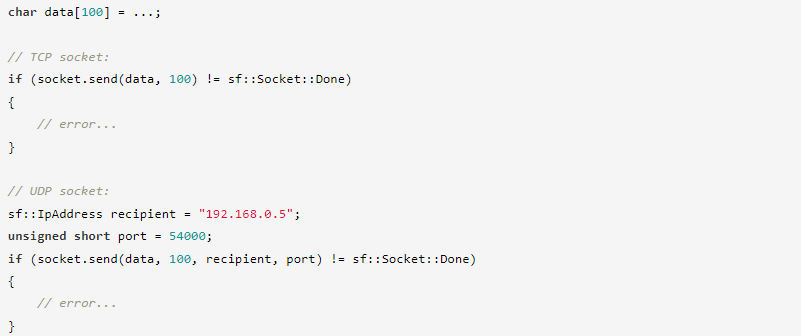 char data[100] = ...;
// TCP socket:
if (socket.send(data, 100) != sf::Socket::Done)
{
// error...
}
// UDP socket:
sf::IpAddress recipient = "192.168.0.5";
unsigned short port = 54000;
if (socket.send(data, 100, recipient, port) != sf::Socket::Done)
{
// error...
}